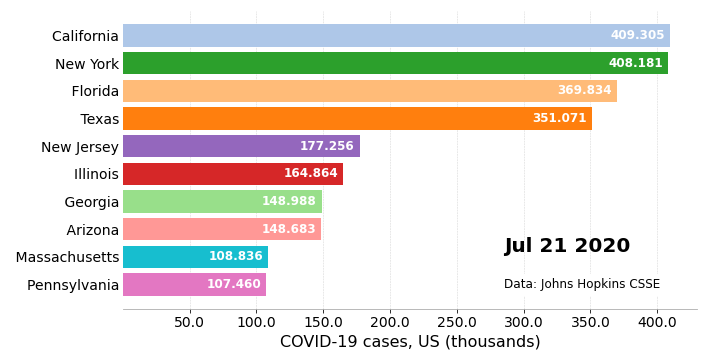 California 409.305
New York 408.181
Florida 369.834
Texas 351.071
New Jersey 177.256
Illinois 164.864
Georgia 148.988
Arizona 148.683
Massachusetts 108.836
Pennsylvania 107.460
Jul 21 2020
Data: Johns Hopkins CSSE
50.0 100.0 150.0 200.0 250.0 300.0 350.0 400.0
COVID-19 cases, US (thousands)